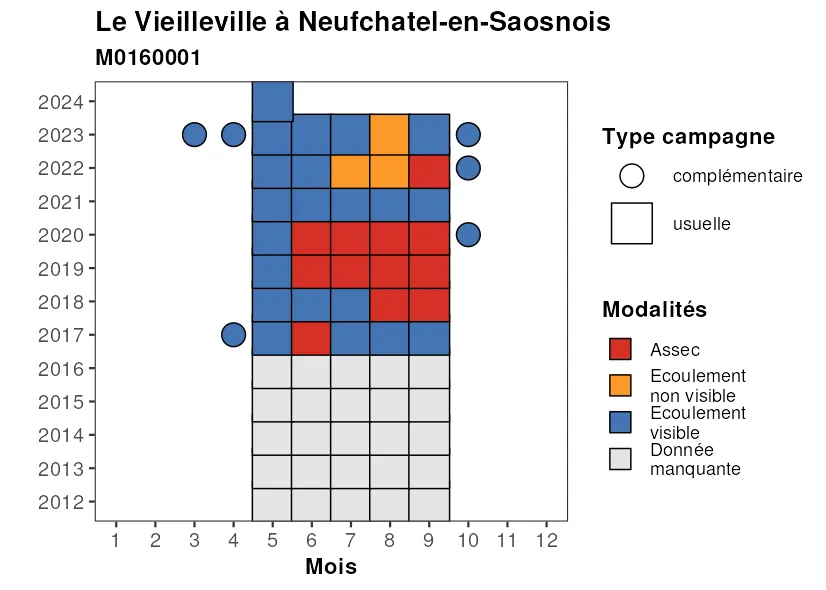 Le Vieilleville à Neufchatel-en-Saosnois
M0160001
2024
2023
2022
2021
2020
2019
2018
2017
2016
2015
2014
2013
2012
1 2 3 4 5 6 7 8 9 10 11 12
Mois
Type campagne
complémentaire
usuelle
Modalités
Assec
Ecoulement
non visible
Ecoulement
visible
Donnée
manquante